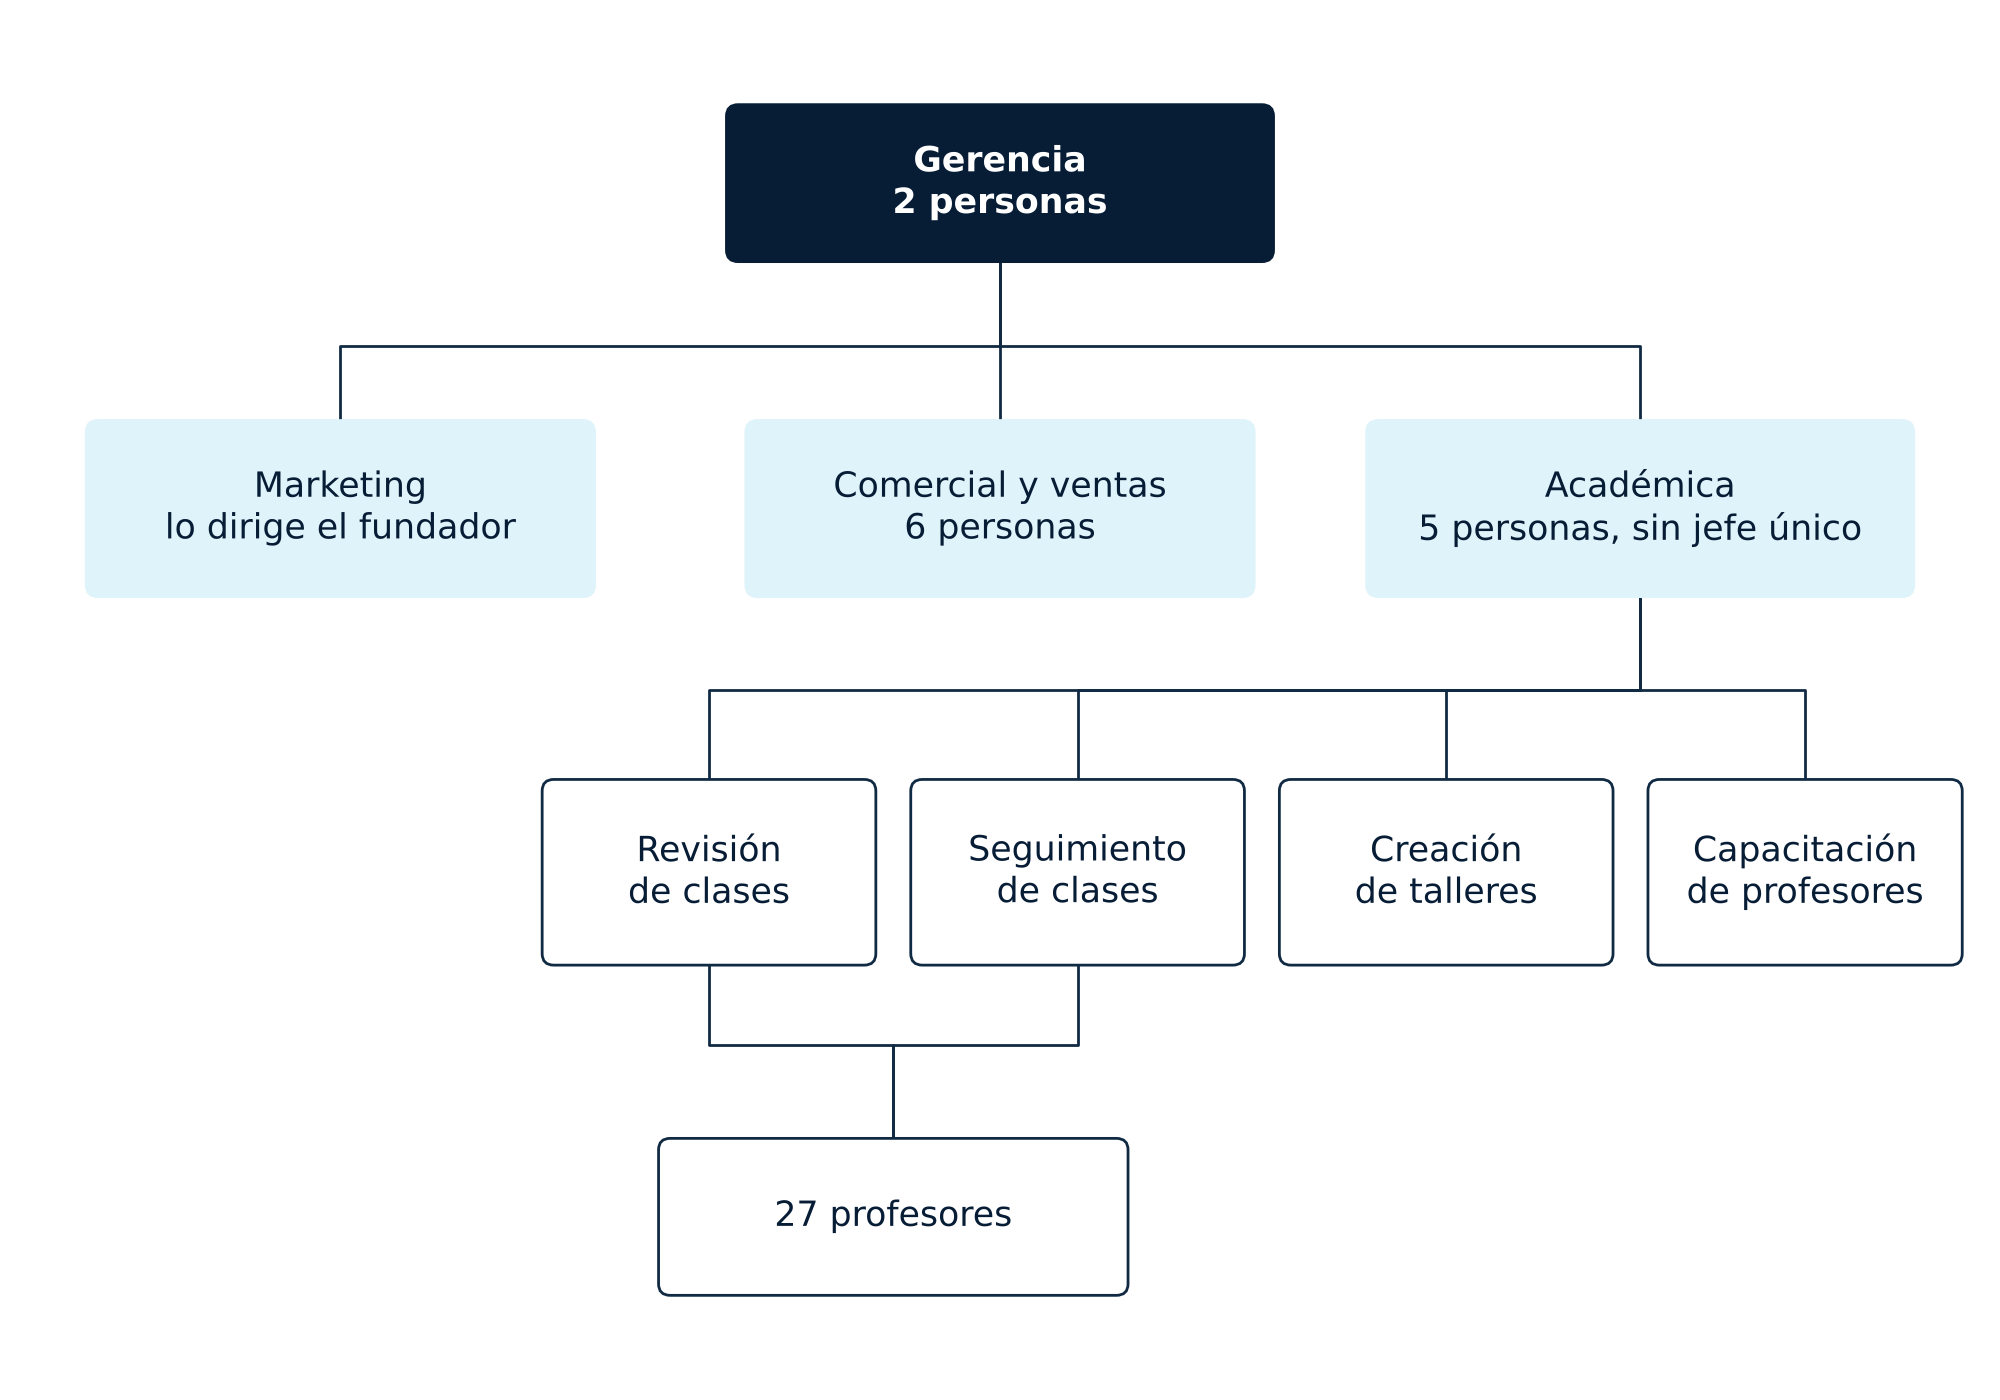 Gerencia
2 personas
Marketing
lo dirige el fundador
Comercial y ventas
6 personas
Académica
5 personas, sin jefe único
Revisión
de clases
Seguimiento
de clases
Creación
de talleres
Capacitación
de profesores
27 profesores